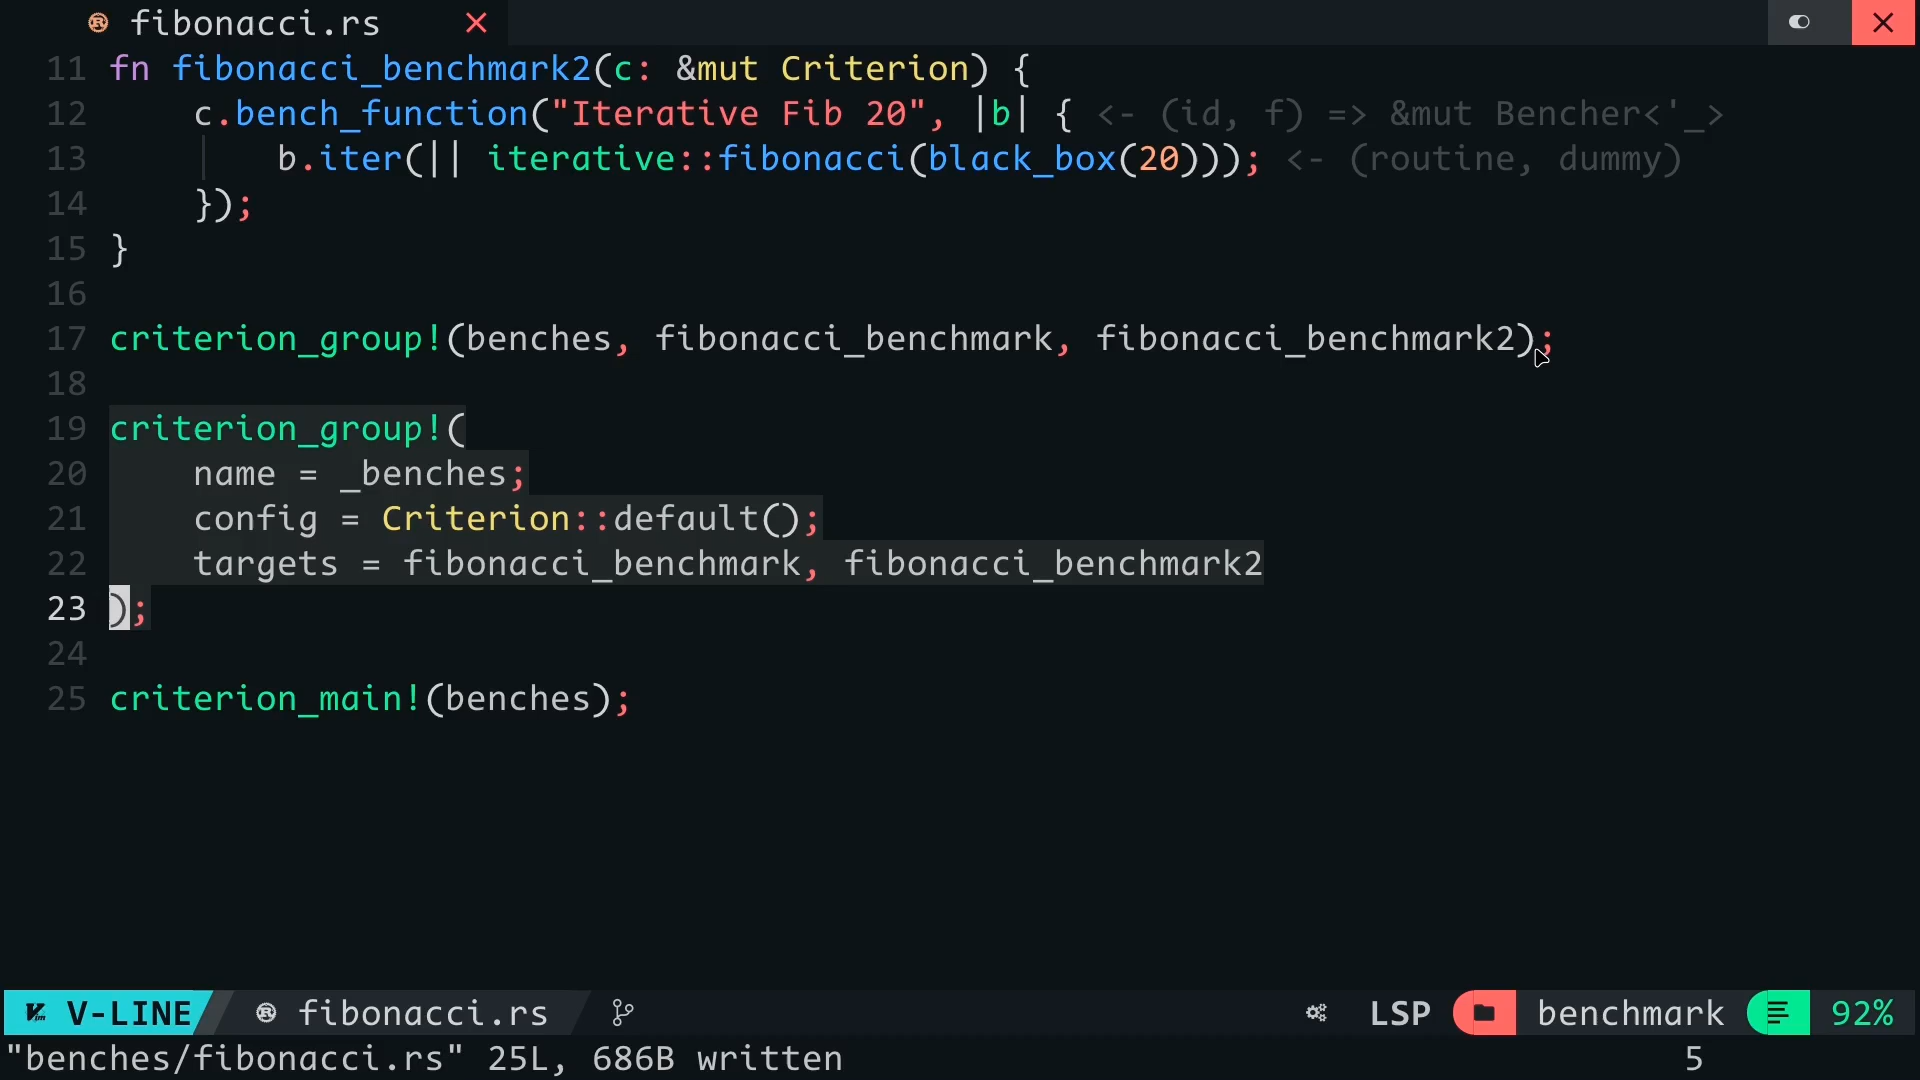 fibonacci.rs
11 fn fibonacci_benchmark2(c: &mut Criterion) {
12     c.bench_function("Iterative Fib 20", |b| { <- (id, f) => &mut Bencher<'_>
13         b.iter(|| iterative::fibonacci(black_box(20))); <- (routine, dummy)
14     });
15 }
16
17 criterion_group!(benches, fibonacci_benchmark, fibonacci_benchmark2);
18
19 criterion_group!(
20     name = _benches;
21     config = Criterion::default();
22     targets = fibonacci_benchmark, fibonacci_benchmark2
23 );
24
25 criterion_main!(benches);
V-LINE fibonacci.rs LSP benchmark 92%
"benches/fibonacci.rs" 25L, 686B written 5